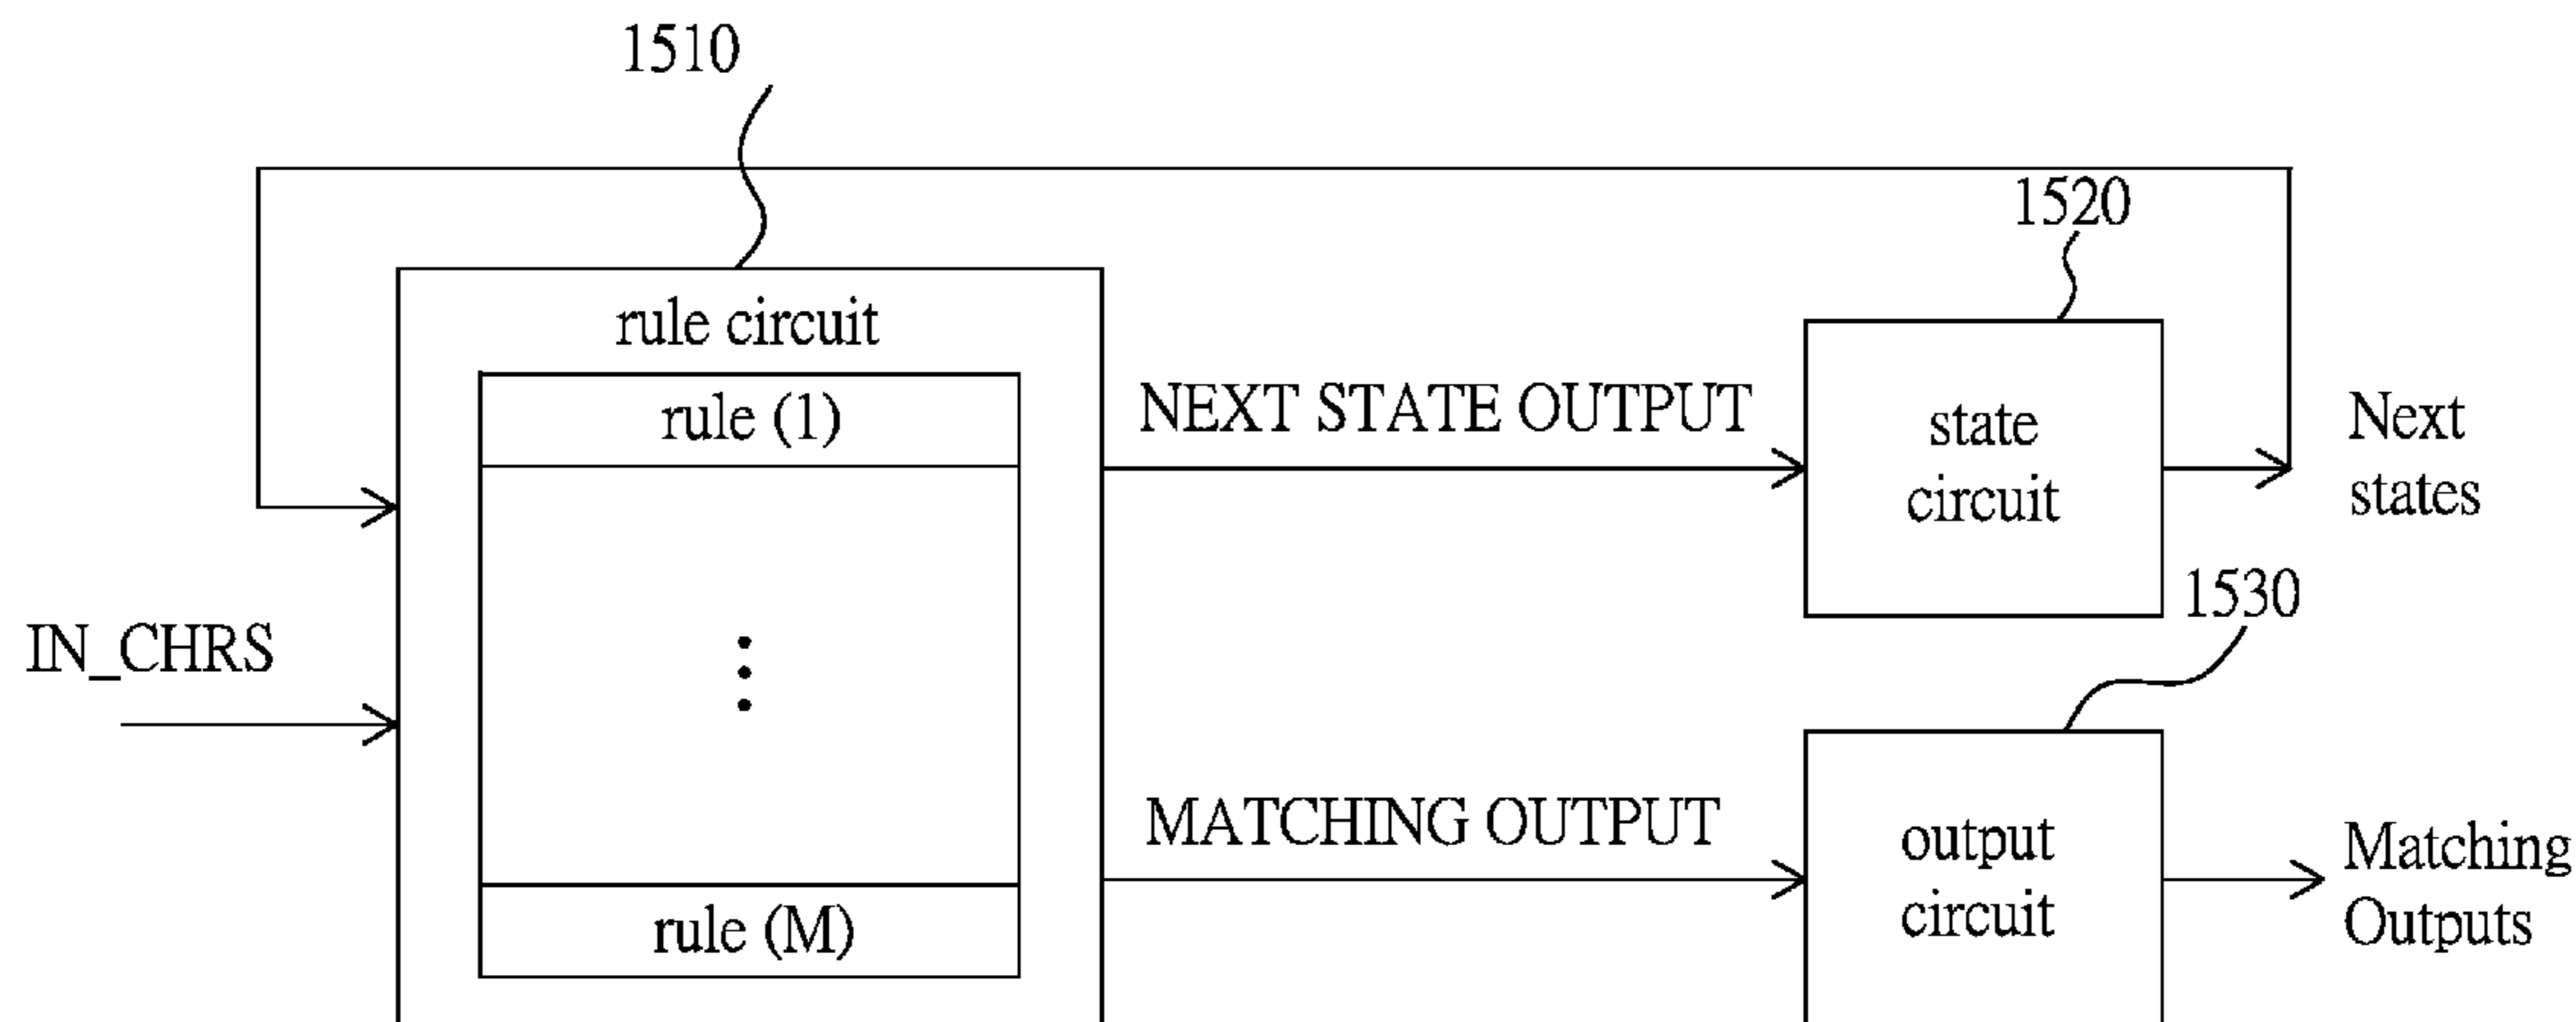 1510
1520
rule circuit
rule (1)
NEXT STATE OUTPUT
state
circuit
Next
states
1530
IN_CHRS
MATCHING OUTPUT
output
circuit
Matching
Outputs
rule (M)